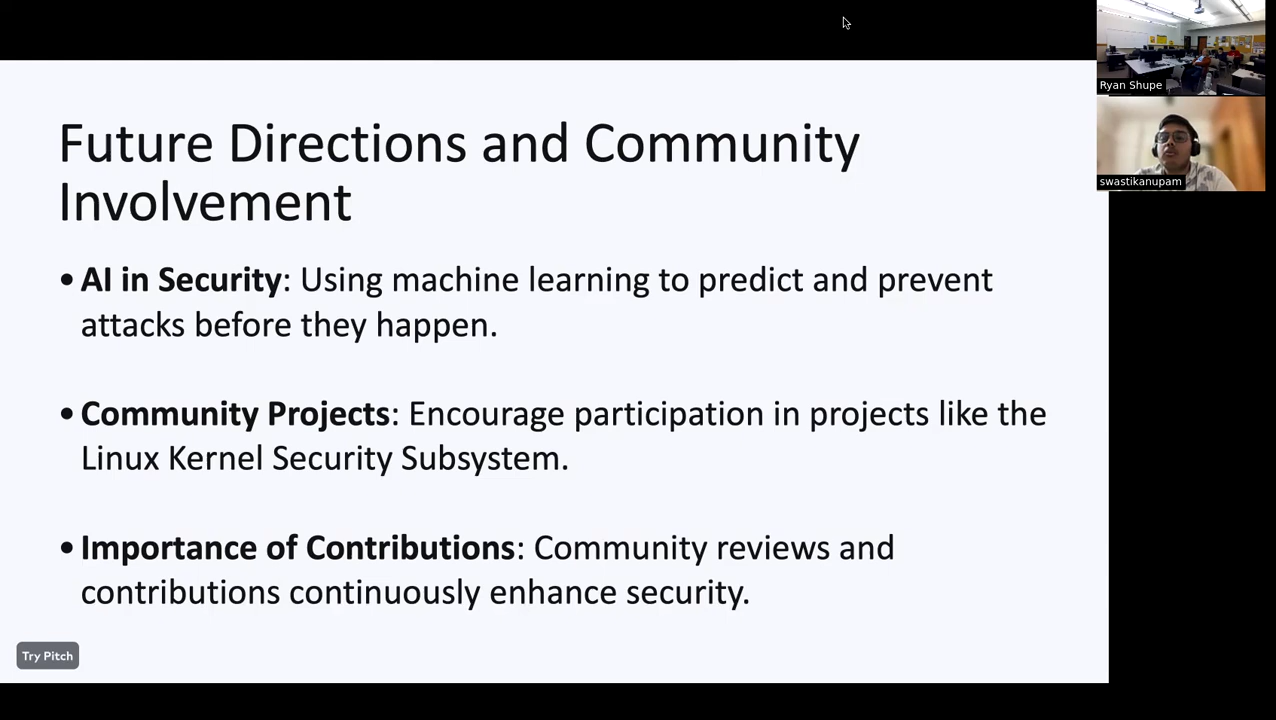 Future Directions and Community
Involvement
• AI in Security: Using machine learning to predict and prevent
attacks before they happen.
• Community Projects: Encourage participation in projects like the
Linux Kernel Security Subsystem.
• Importance of Contributions: Community reviews and
contributions continuously enhance security.
Try Pitch
Ryan Shupe
swastikanupam